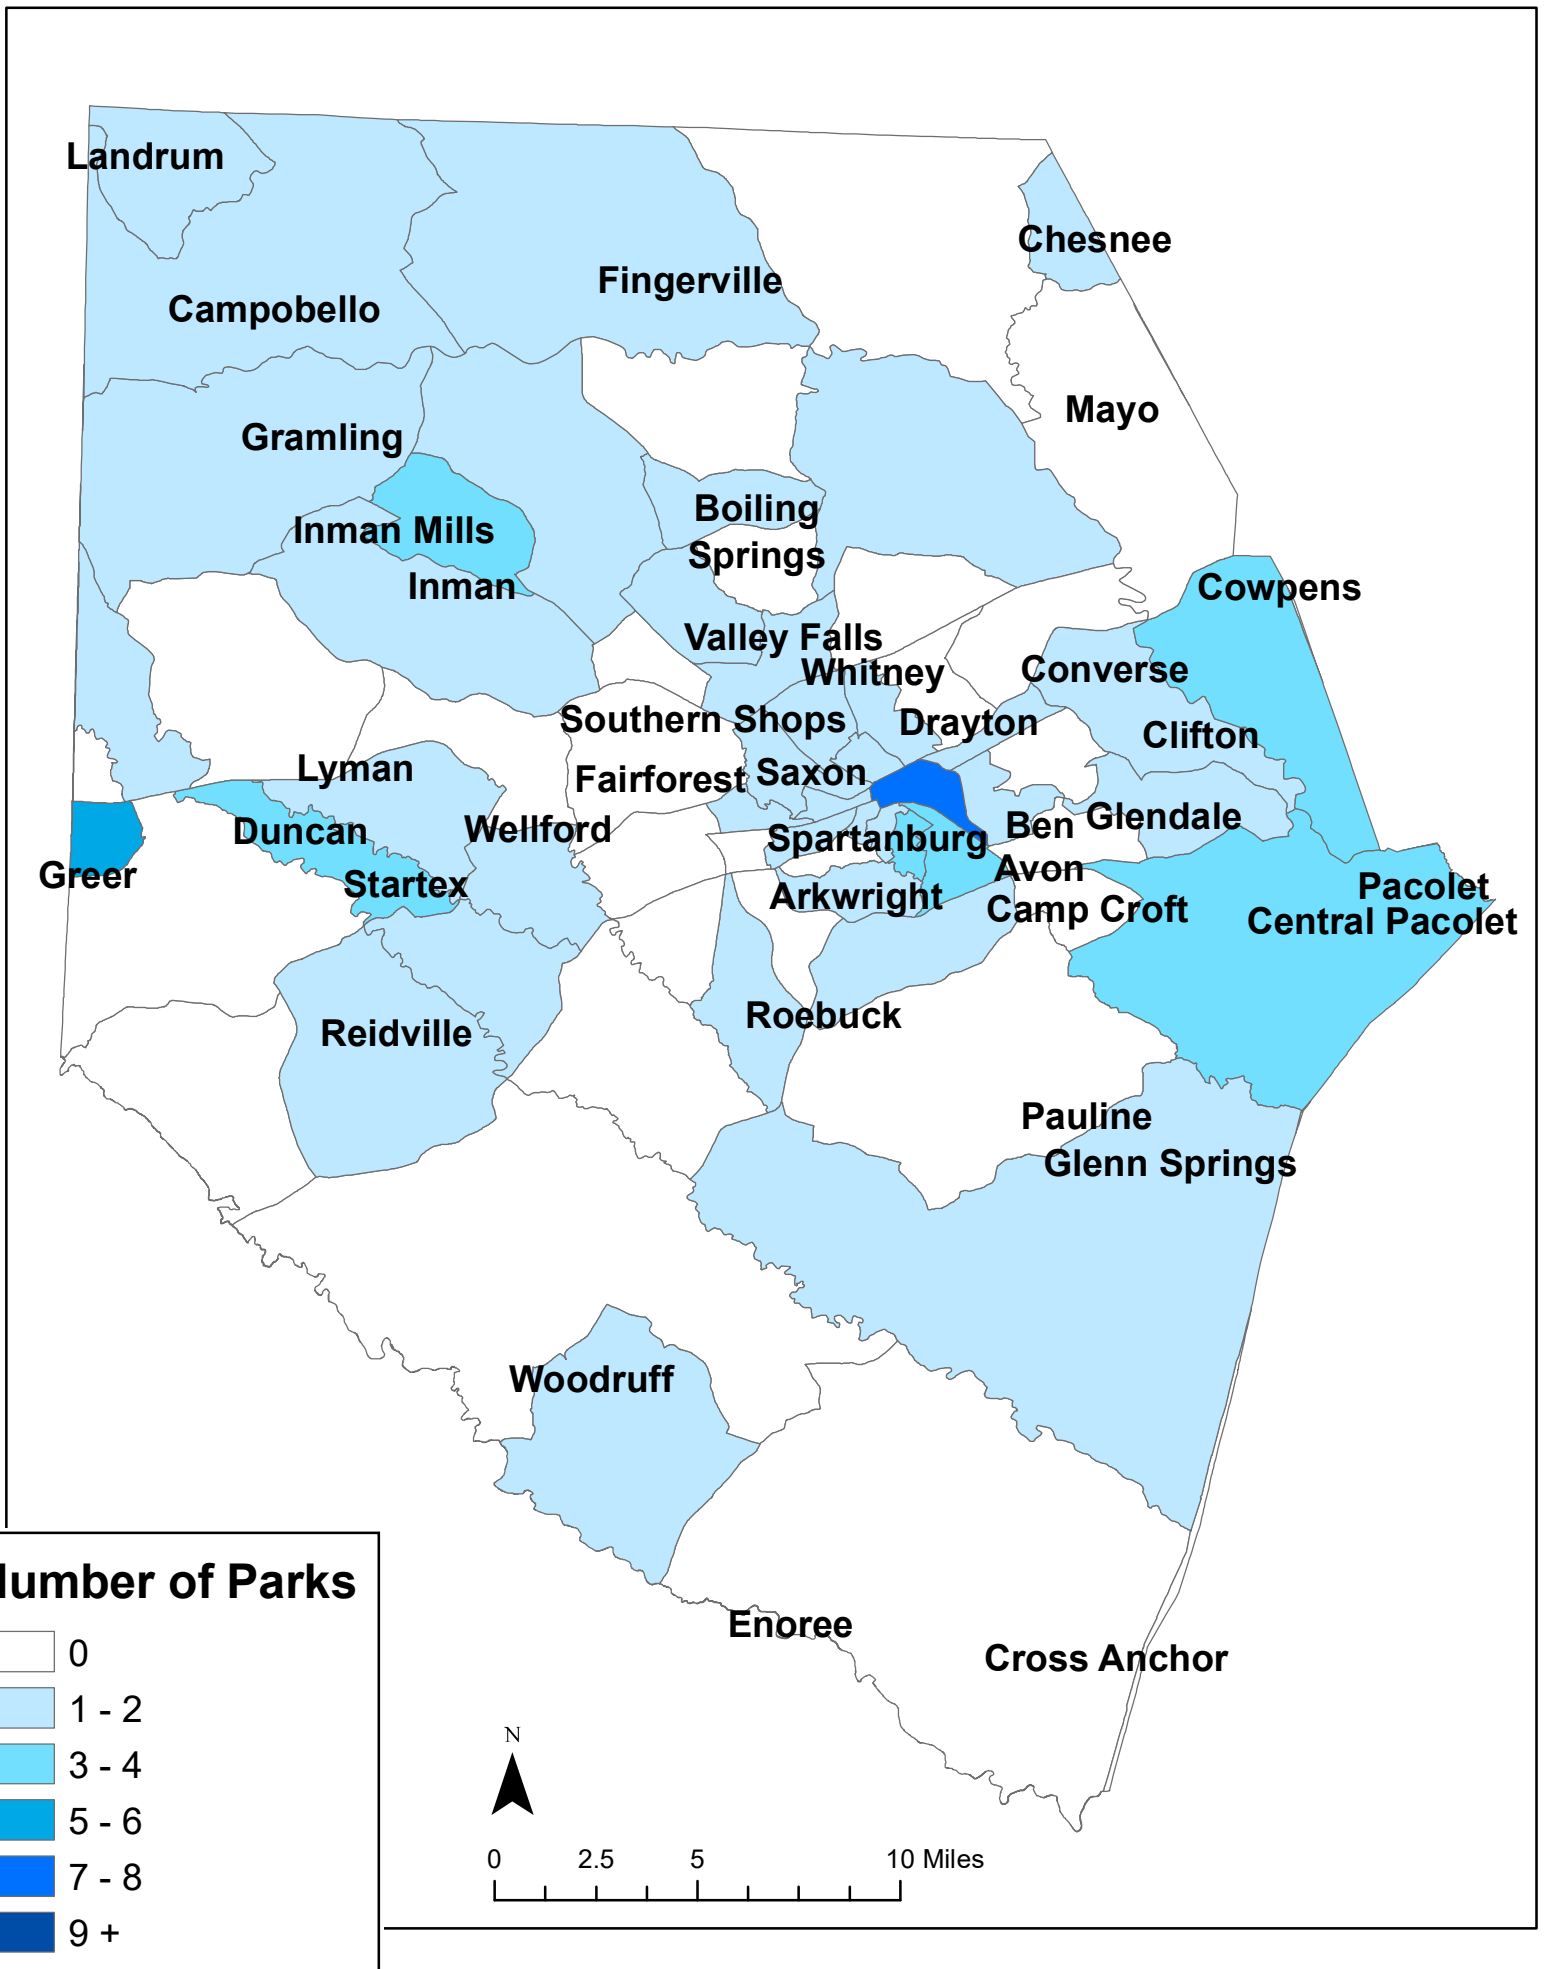 Landrum
Chesnee
Fingerville
Campobello
Mayo
Gramling
Boiling
Springs
Inman Mills
Inman
Cowpens
Valley Falls
Whitney
Converse
Southern Shops
Drayton
Clifton
Lyman
Fairforest
Saxon
Duncan
Wellford
Spartanburg
Ben
Avon
Glendale
Greer
Startex
Arkwright
Camp Croft
Pacolet
Central Pacolet
Roebuck
Reidville
Pauline
Glenn Springs
Woodruff
Enoree
Cross Anchor
umber of Parks
0
1 - 2
3 - 4
5 - 6
7 - 8
9 +
N
0 2.5 5 10 Miles